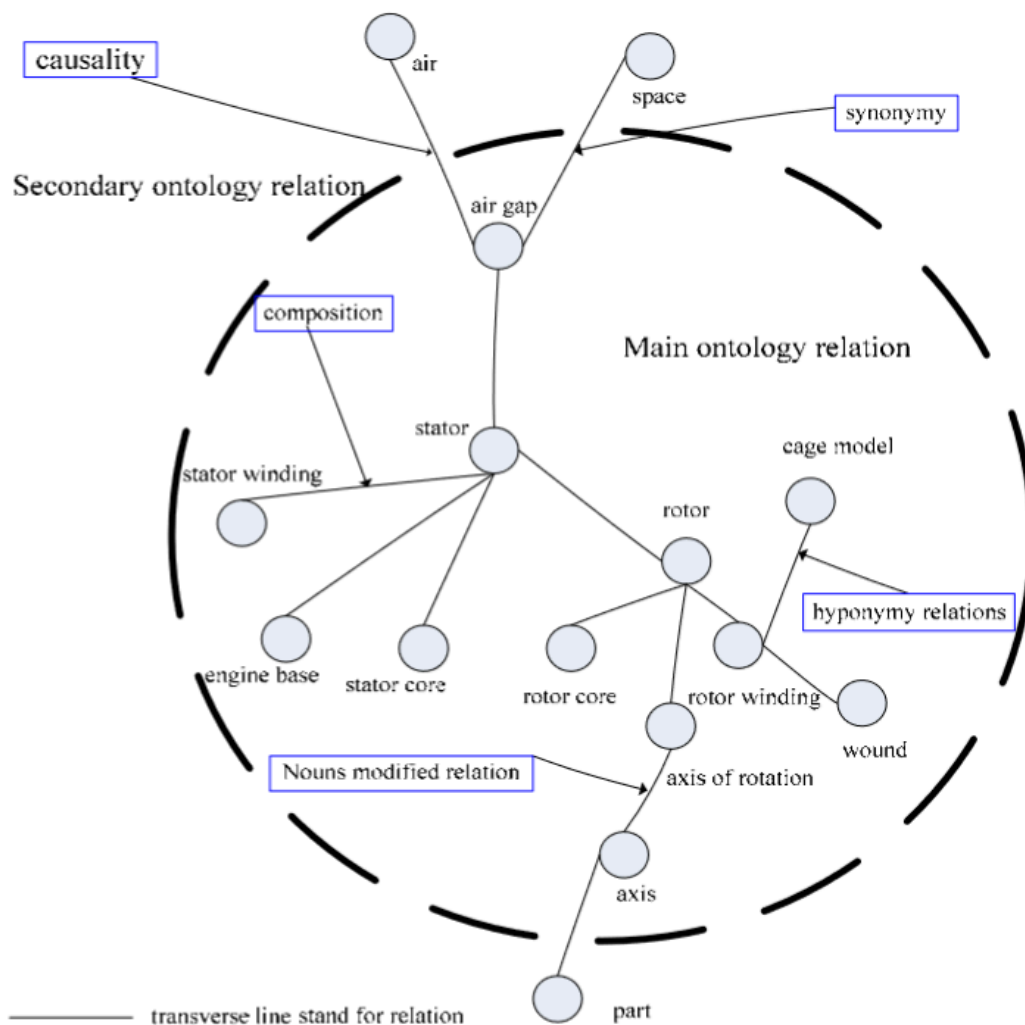 air
causality
space
synonymy
Secondary ontology relation
air gap
composition
Main ontology relation
stator
cage model
stator winding
rotor
hyponymy relations
engine base
stator core
rotor core
rotor winding
wound
Nouns modified relation
axis of rotation
axis
part
transverse line stand for relation